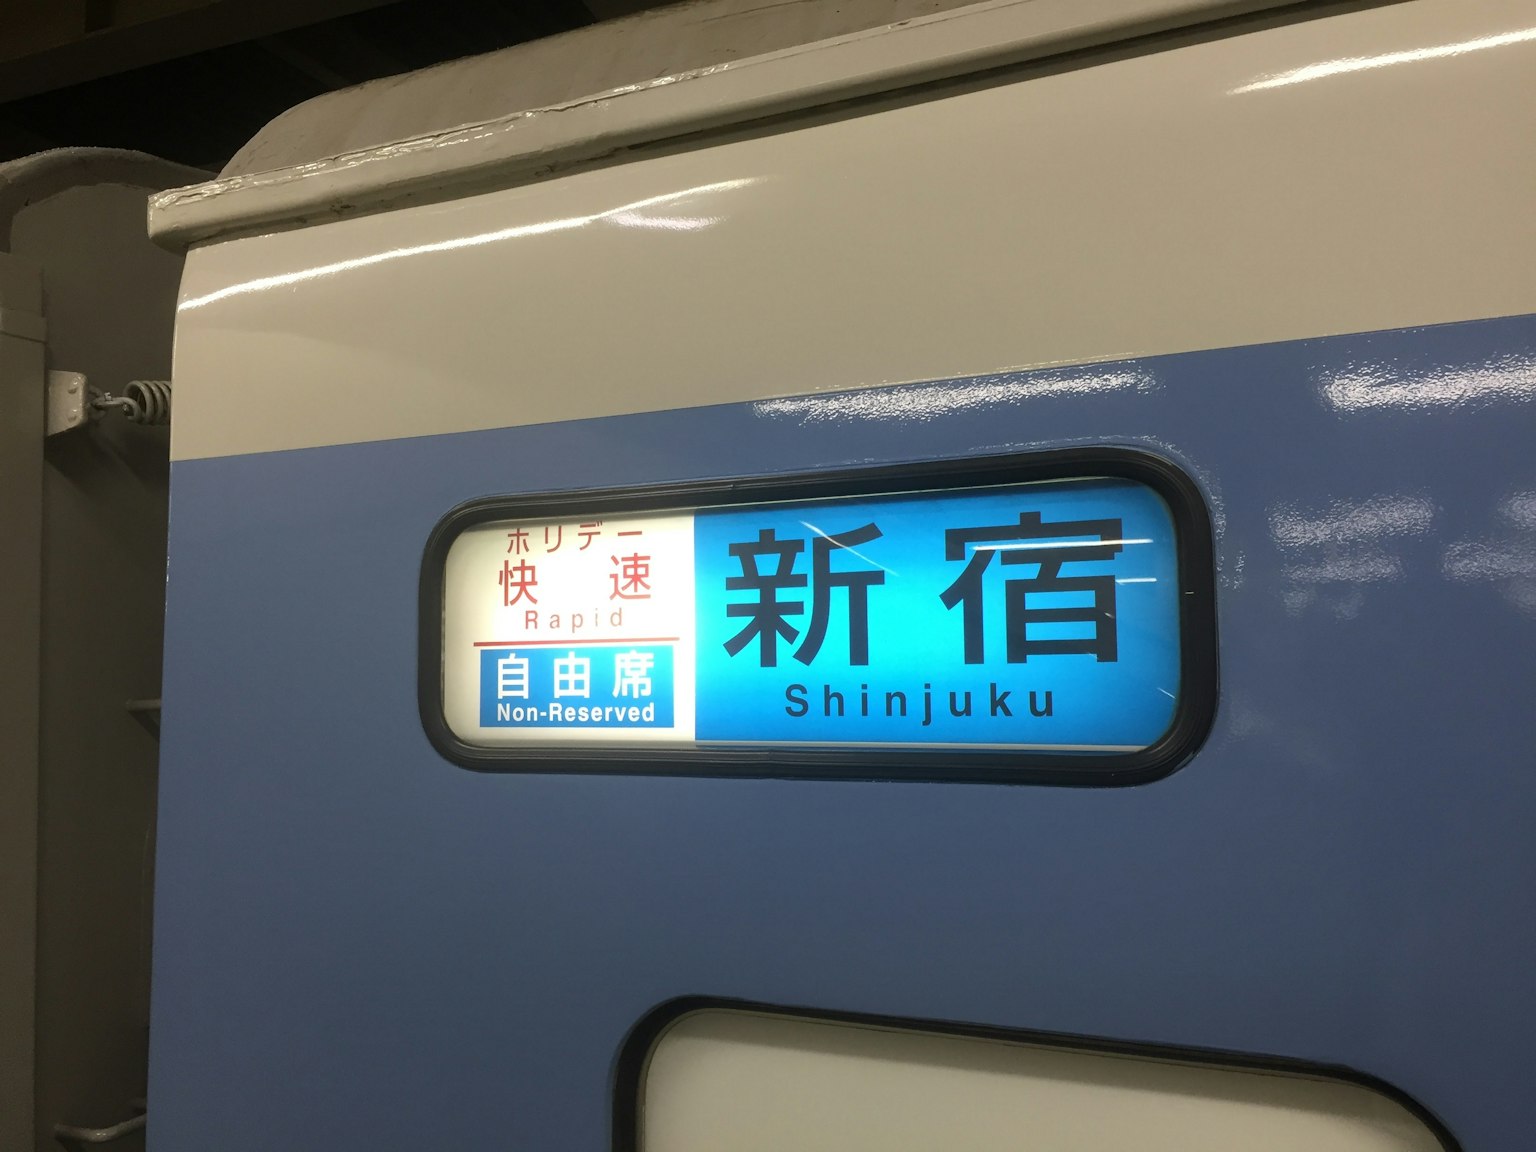 ホリデー
快速
Rapid
自由席
Non-Reserved
新宿
Shinjuku